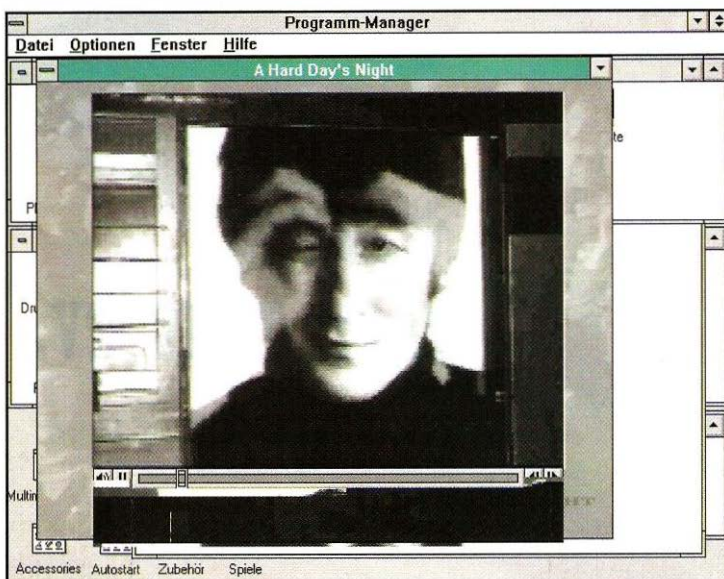 Programm-Manager
Datei Optionen Fenster Hilfe
A Hard Day's Night
Accessories Autostart Zubehör Spiele